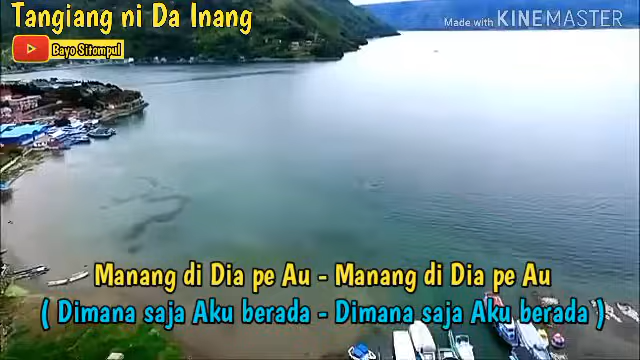 Tangiang ni Da Inang
Made with KINEMASTER
Bayo Sitompul
Manang di Dia pe Au - Manang di Dia pe Au
( Dimana saja Aku berada - Dimana saja Aku berada )